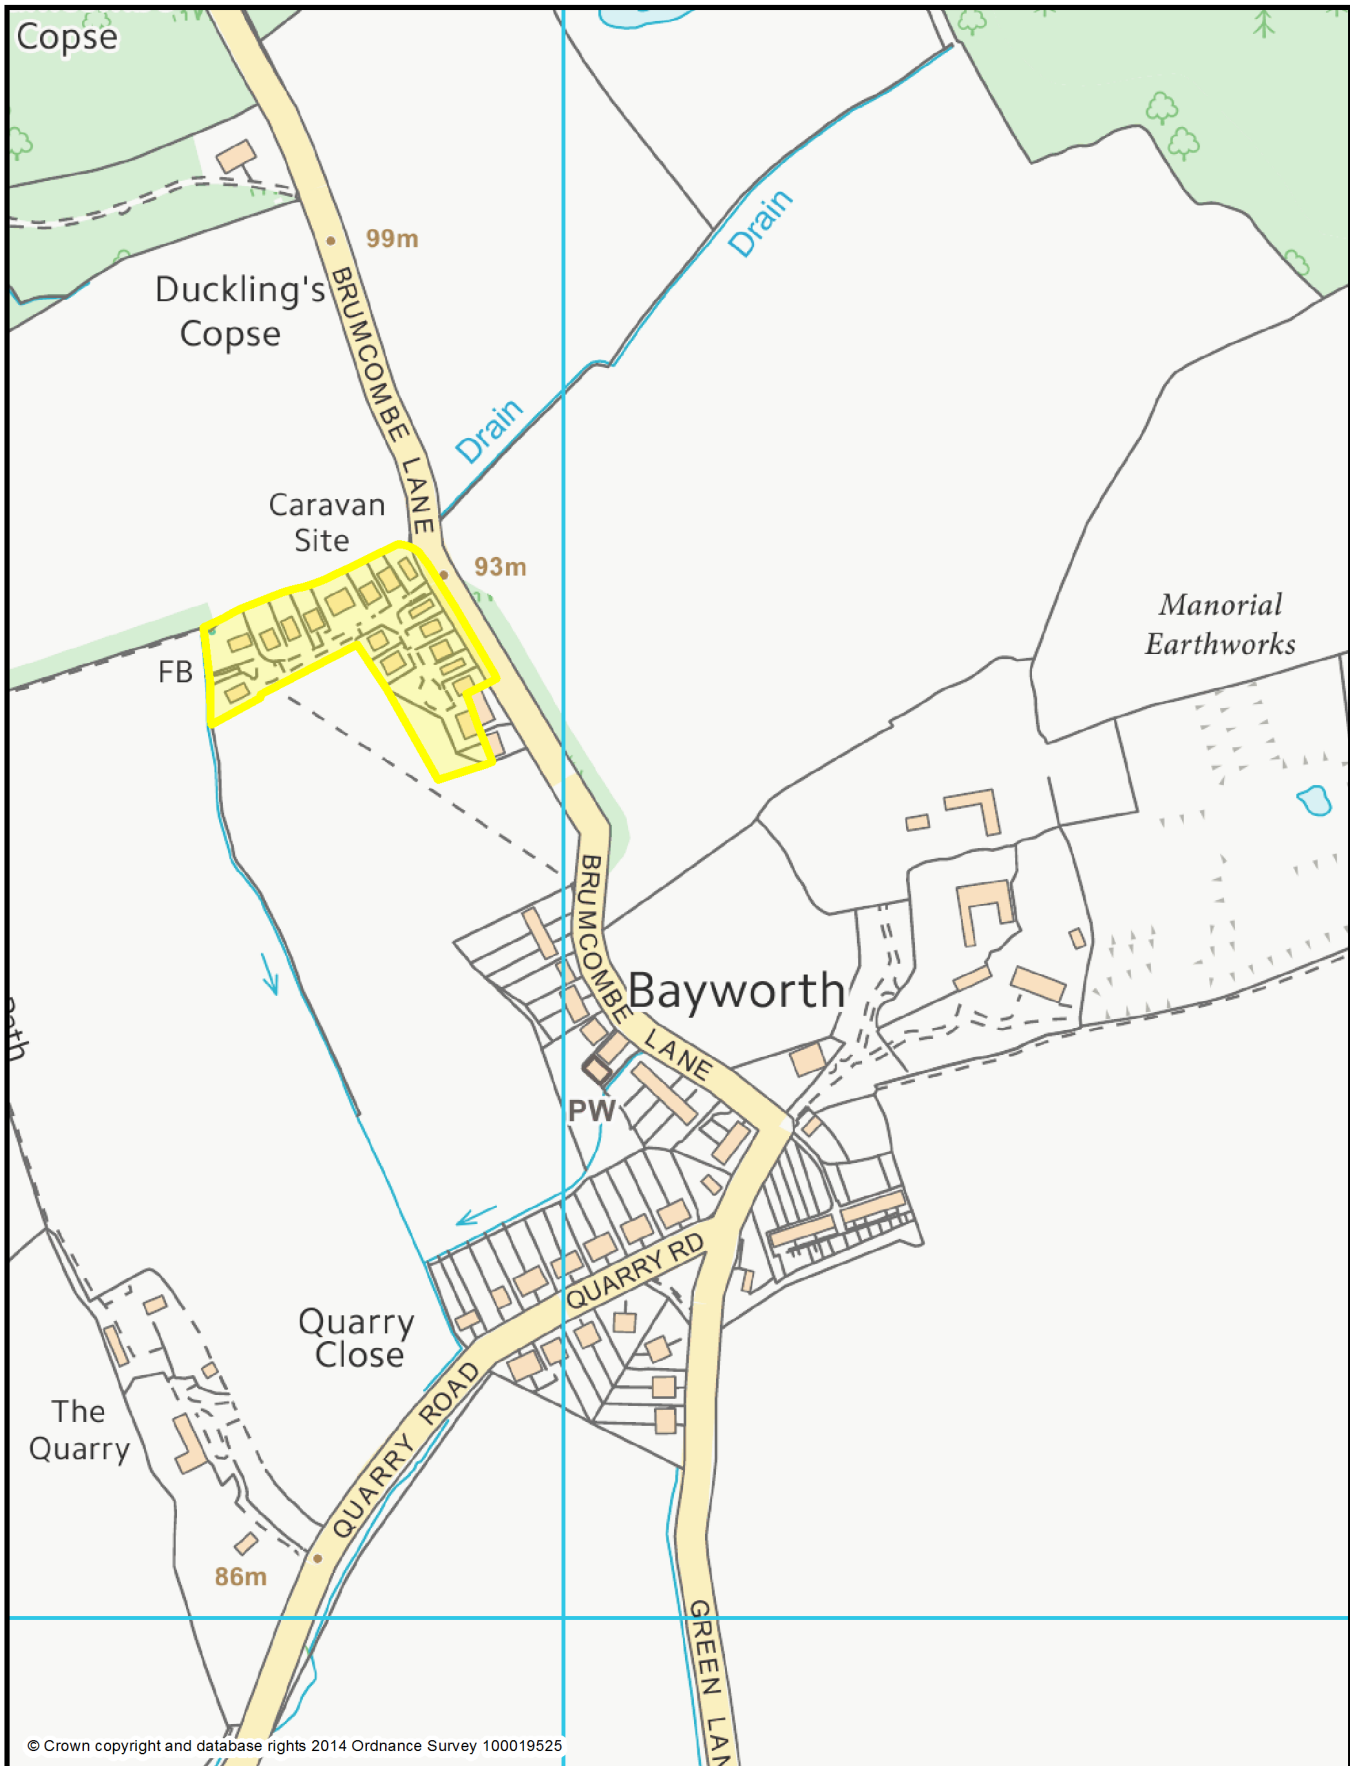 Copse
99m
Drain
Duckling's
Copse
BRUMCOMBE LANE
Drain
Caravan
Site
93m
Manorial
Earthworks
FB
BRUMCOMBE LANE
Bayworth
PW
QUARRY RD
Quarry
Close
The
Quarry
QUARRY ROAD
86m
GREEN LAN
© Crown copyright and database rights 2014 Ordnance Survey 100019525